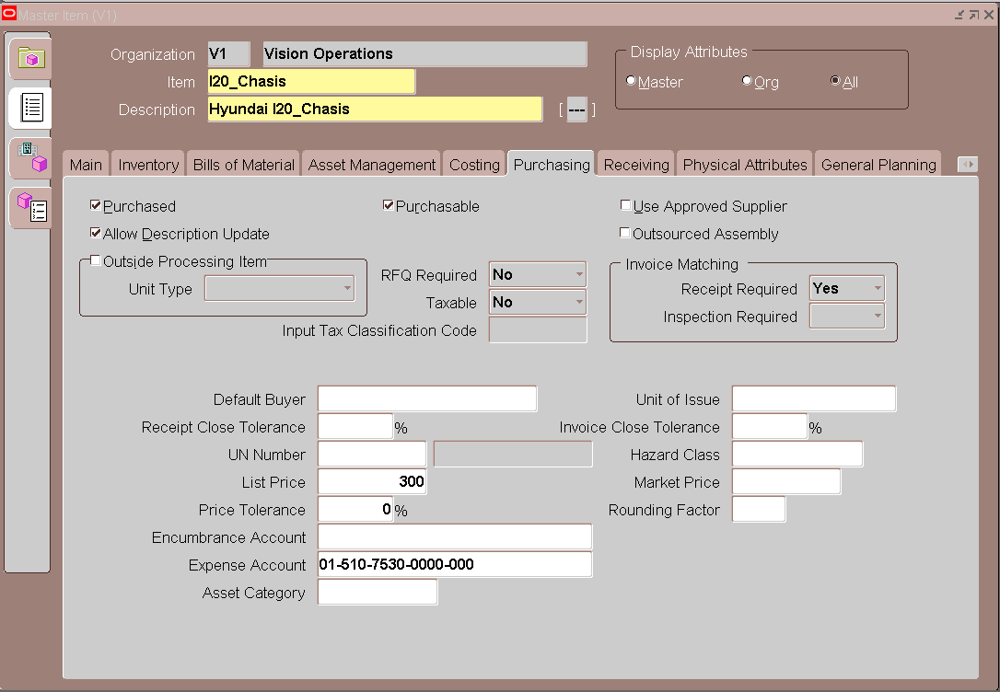 Master Item (V1)
Organization V1 Vision Operations
Item I20_Chasis
Description Hyundai I20_Chasis [ --- ]
Display Attributes
Master Org All
Main Inventory Bills of Material Asset Management Costing Purchasing Receiving Physical Attributes General Planning
Purchased Purchasable Use Approved Supplier
Allow Description Update Outsourced Assembly
Outside Processing Item
Unit Type
RFQ Required No
Taxable No
Input Tax Classification Code
Invoice Matching
Receipt Required Yes
Inspection Required
Default Buyer Unit of Issue
Receipt Close Tolerance % Invoice Close Tolerance %
UN Number Hazard Class
List Price 300 Market Price
Price Tolerance 0 % Rounding Factor
Encumbrance Account
Expense Account 01-510-7530-0000-000
Asset Category